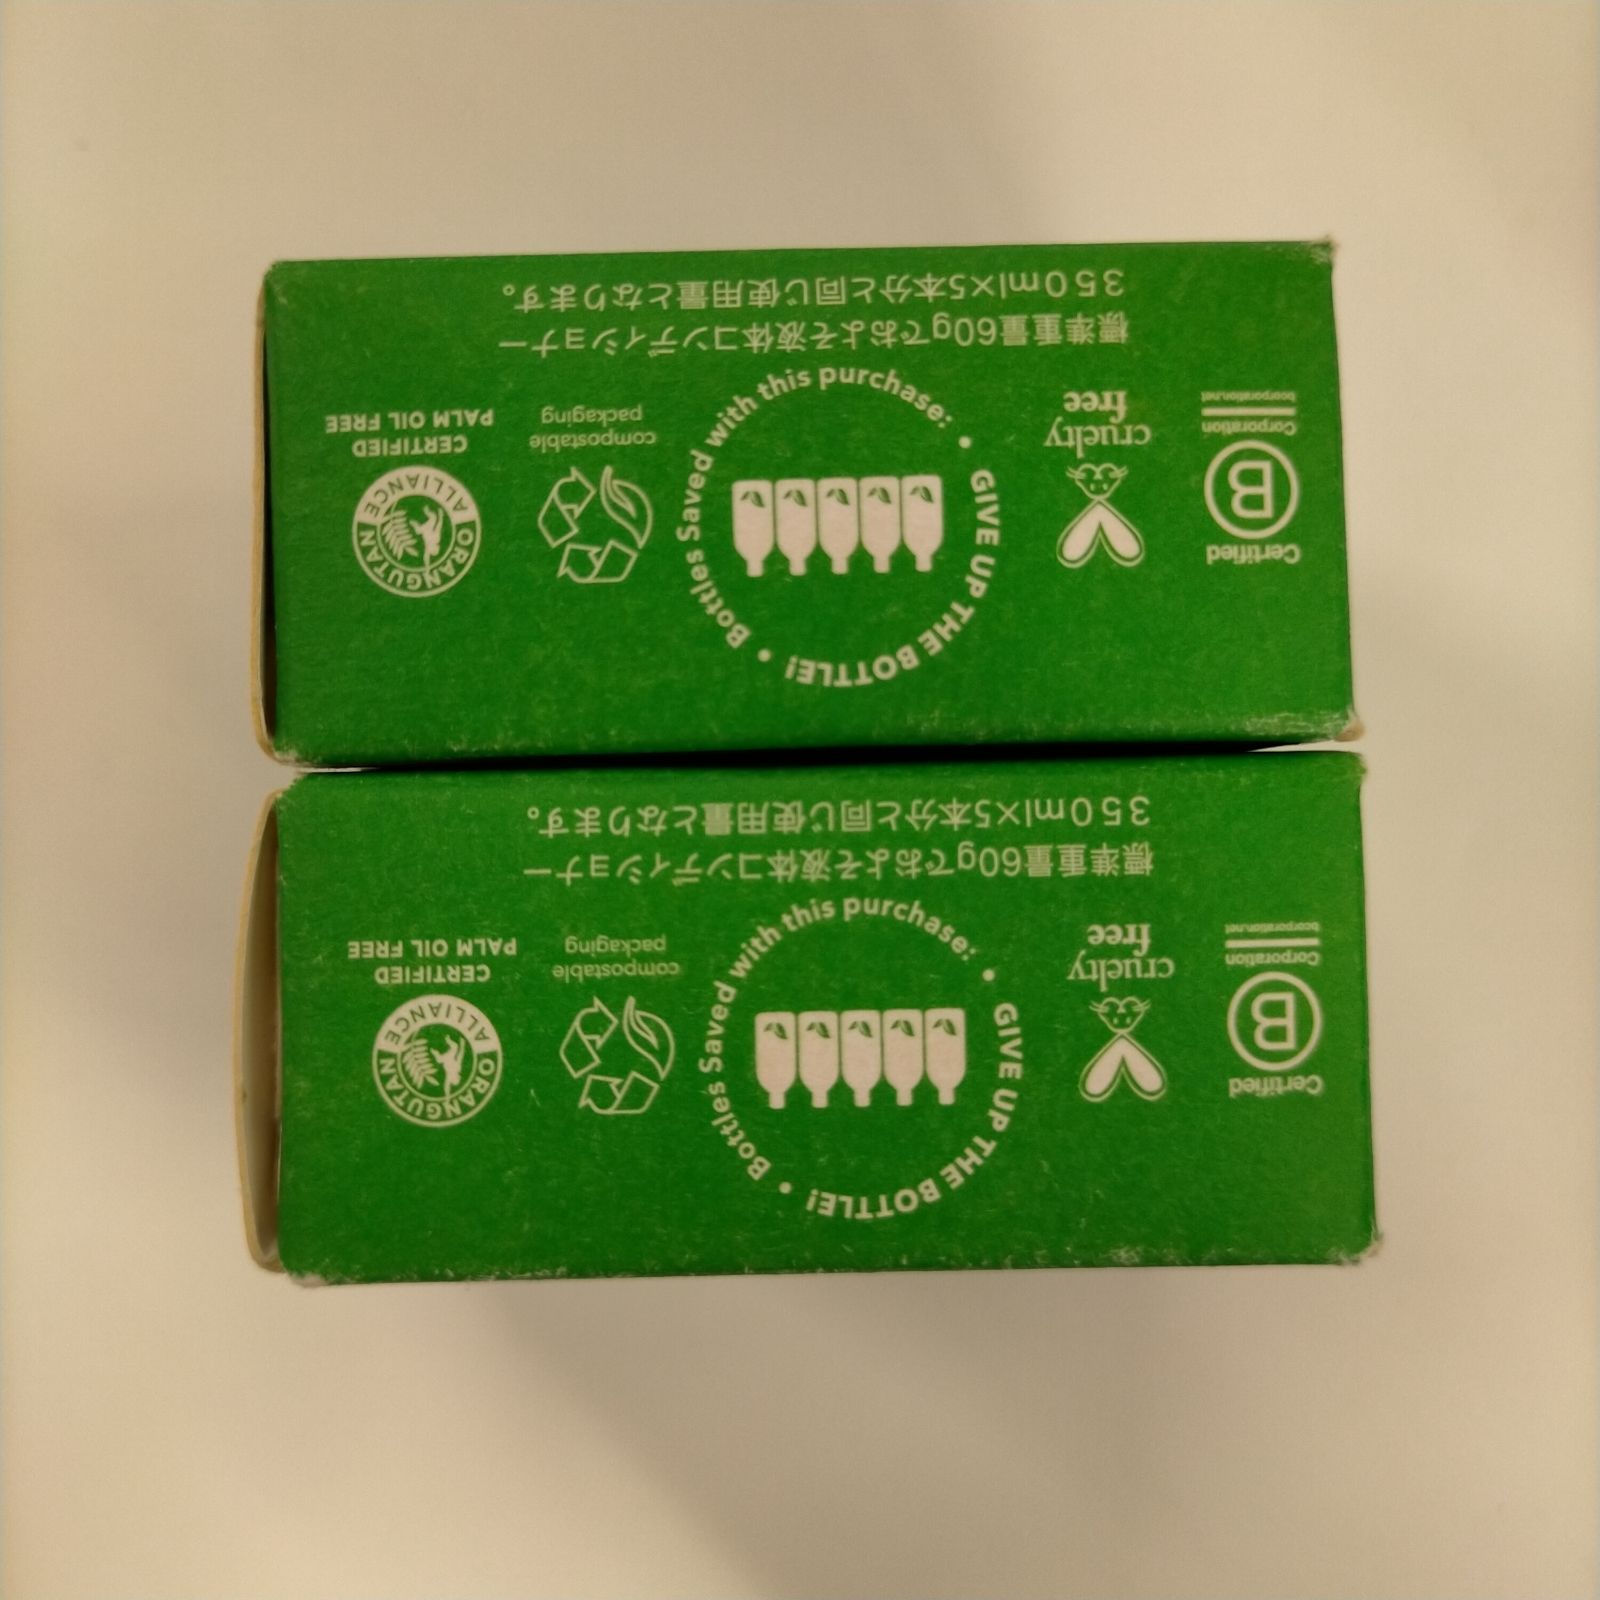 Certified
B
Corporation
bcorporation.net
cruelty
free
GIVE UP THE BOTTLE! • Bottles Saved with this purchase: •
compostable
packaging
ORANGUTAN ALLIANCE
CERTIFIED
PALM OIL FREE
標準重量60gでおよそ液体コンディショナー
350ml×5本分と同じ使用量となります。
Certified
B
Corporation
bcorporation.net
cruelty
free
GIVE UP THE BOTTLE! • Bottles Saved with this purchase: •
compostable
packaging
ORANGUTAN ALLIANCE
CERTIFIED
PALM OIL FREE
標準重量60gでおよそ液体コンディショナー
350ml×5本分と同じ使用量となります。